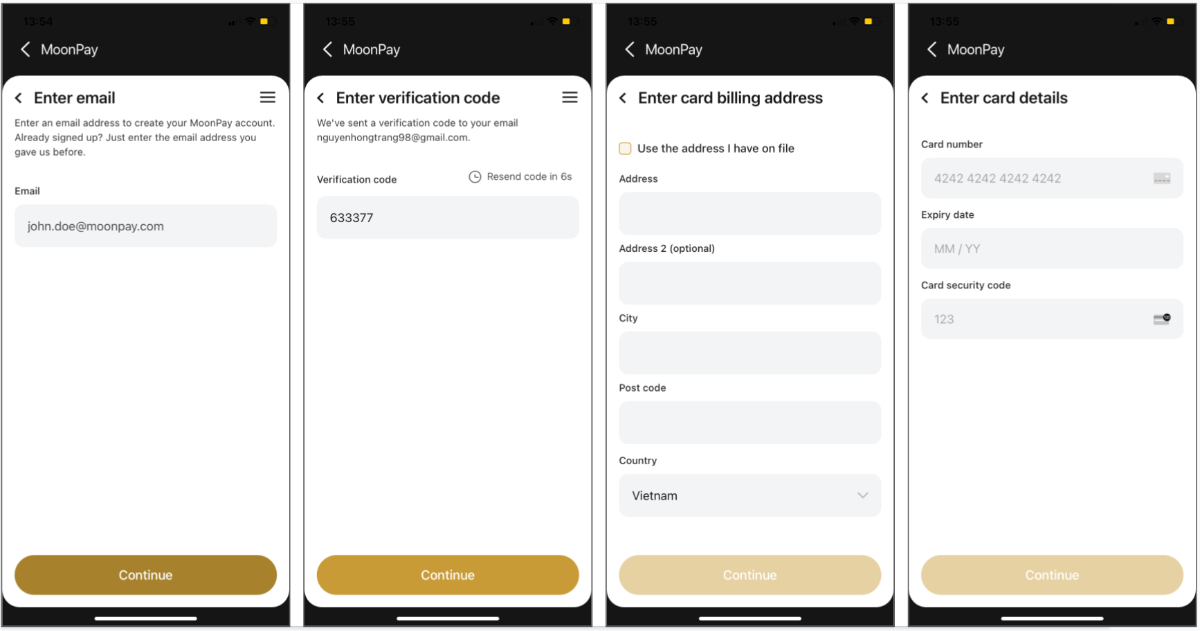 13:54
MoonPay
Enter email
Enter an email address to create your MoonPay account.
Already signed up? Just enter the email address you
gave us before.
Email
john.doe@moonpay.com
Continue
13:55
MoonPay
Enter verification code
We've sent a verification code to your email
nguyenhongtrang98@gmail.com.
Verification code
Resend code in 6s
633377
Continue
13:55
MoonPay
Enter card billing address
Use the address I have on file
Address
Address 2 (optional)
City
Post code
Country
Vietnam
Continue
13:55
MoonPay
Enter card details
Card number
4242 4242 4242 4242
Expiry date
MM / YY
Card security code
123
Continue